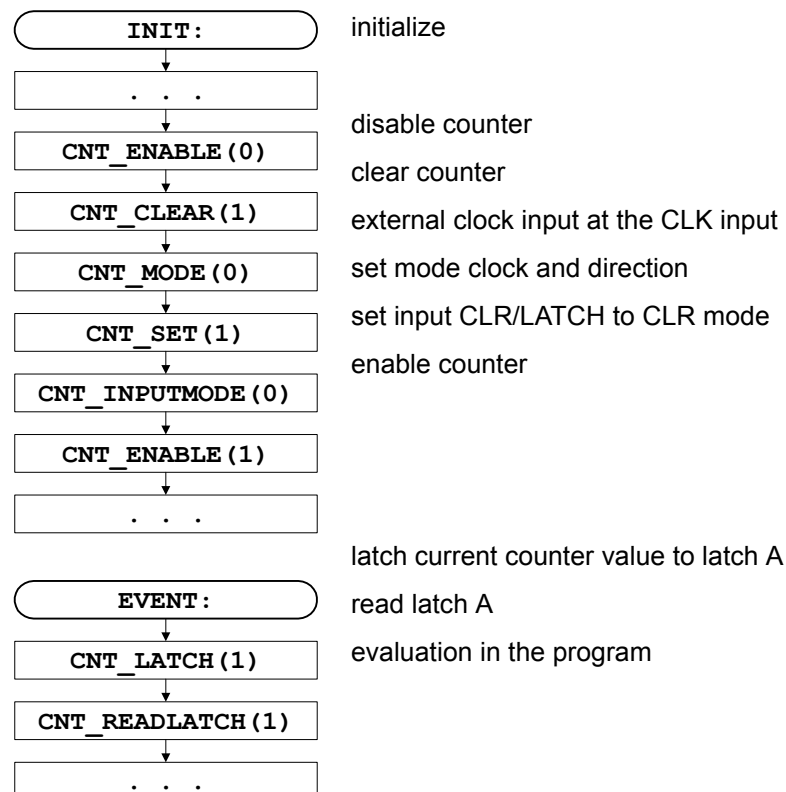 INIT:
initialize
. . .
disable counter
CNT_ENABLE(0)
clear counter
CNT_CLEAR(1)
external clock input at the CLK input
CNT_MODE(0)
set mode clock and direction
set input CLR/LATCH to CLR mode
CNT_SET(1)
enable counter
CNT_INPUTMODE(0)
CNT_ENABLE(1)
. . .
latch current counter value to latch A
EVENT:
read latch A
CNT_LATCH(1)
evaluation in the program
CNT_READLATCH(1)
. . .